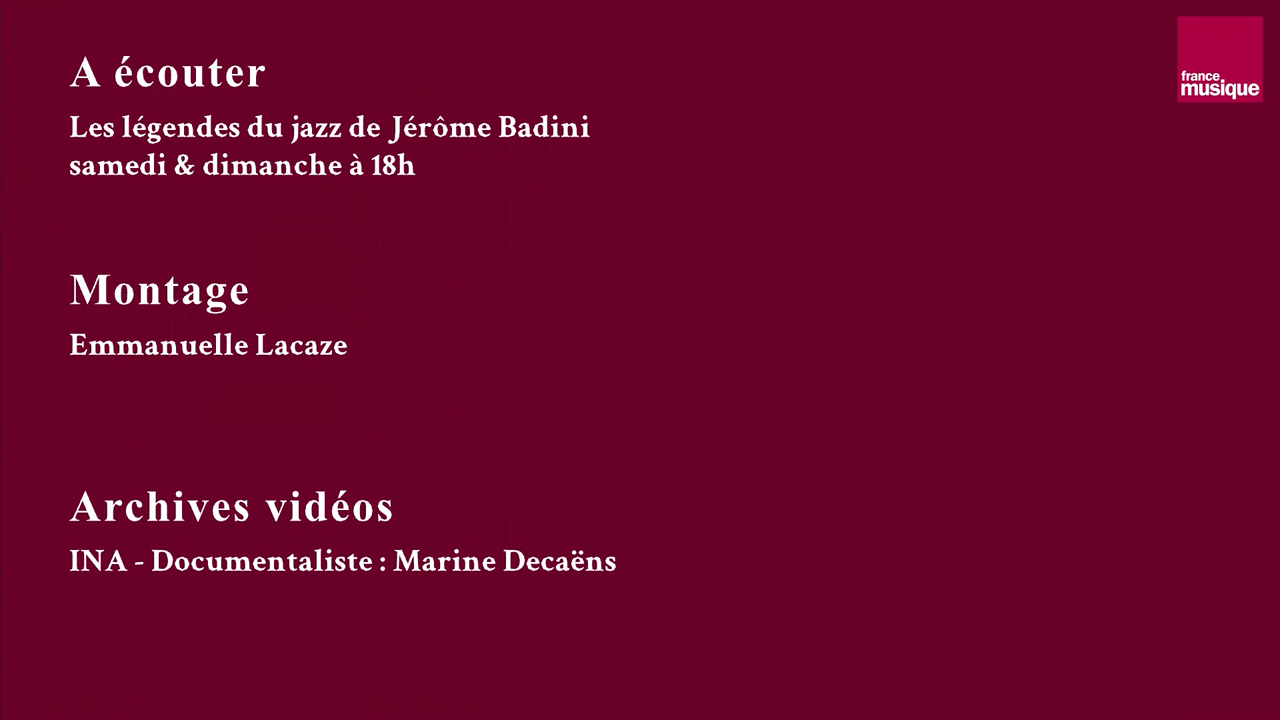 A écouter
Les légendes du jazz de Jérôme Badini
samedi & dimanche à 18h
Montage
Emmanuelle Lacaze
Archives vidéos
INA - Documentaliste : Marine Decaëns
france
musique